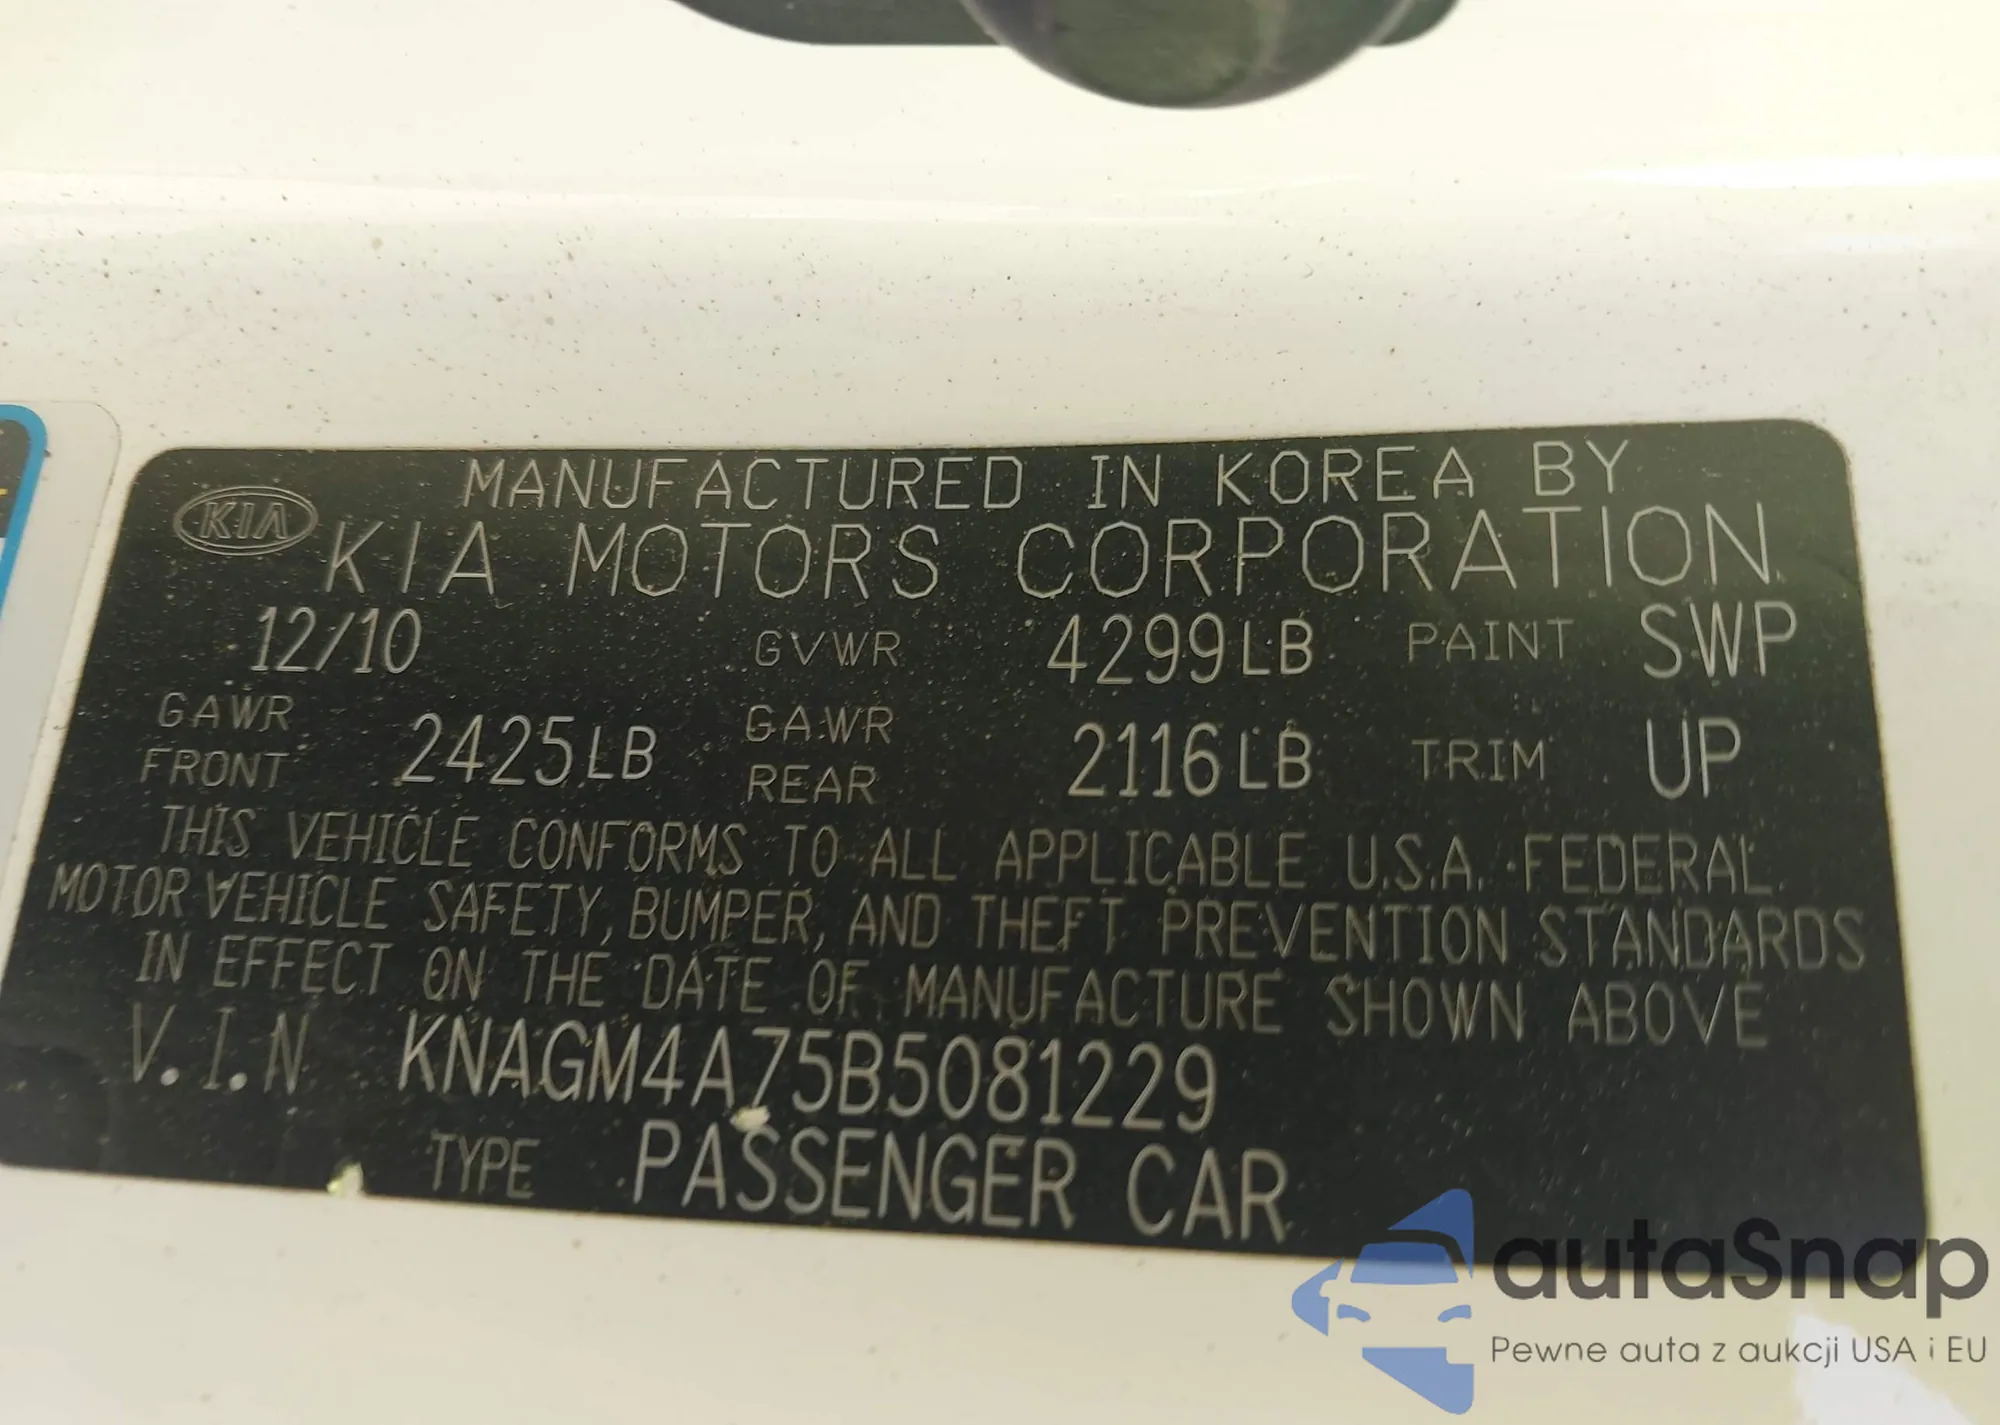 MANUFACTURED IN KOREA BY
KIA KIA MOTORS CORPORATION
12/10 GVWR 4299LB PAINT SWP
GAWR FRONT 2425LB GAWR REAR 2116LB TRIM UP
THIS VEHICLE CONFORMS TO ALL APPLICABLE U.S.A. FEDERAL
MOTOR VEHICLE SAFETY, BUMPER, AND THEFT PREVENTION STANDARDS
IN EFFECT ON THE DATE OF MANUFACTURE SHOWN ABOVE
V.I.N KNAGM4A75B5081229
TYPE PASSENGER CAR
autaSnap
Pewne auta z aukcji USA i EU